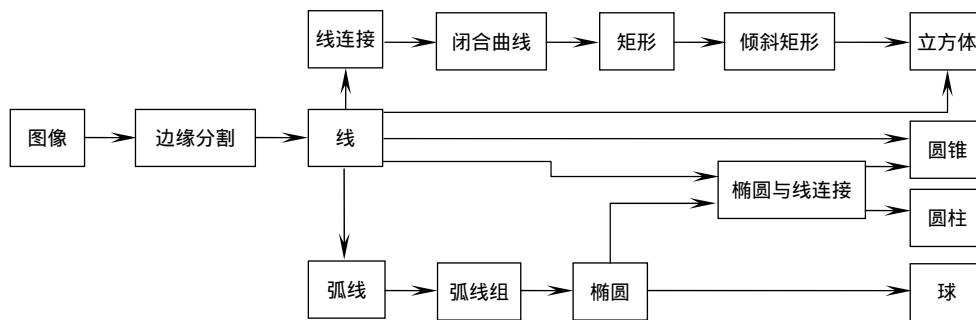 线连接
闭合曲线
矩形
倾斜矩形
立方体
图像
边缘分割
线
圆锥
椭圆与线连接
圆柱
弧线
弧线组
椭圆
球